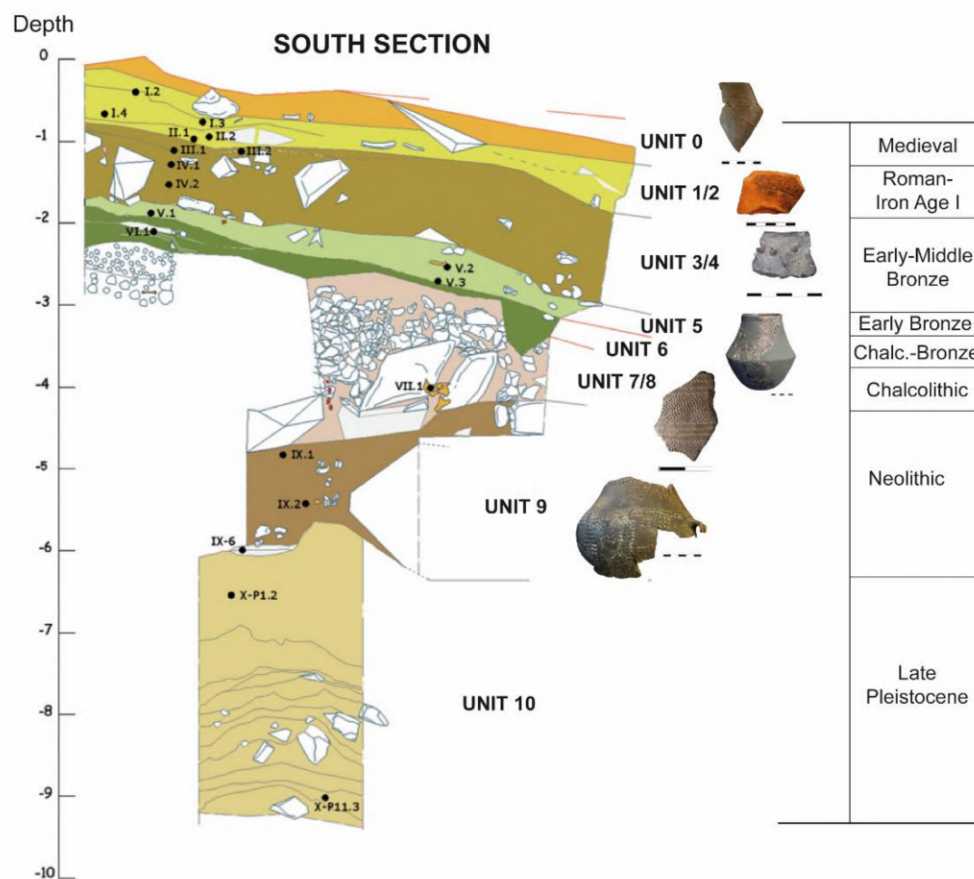 Depth
SOUTH SECTION
0
-1
-2
-3
-4
-5
-6
-7
-8
-9
-10
I.2
I.4
I.3
II.1
II.2
III.1
III.2
IV.1
IV.2
V.1
VI.1
V.2
V.3
VII.1
IX.1
IX.2
IX-6
X-P1.2
X-P11.3
UNIT 0
UNIT 1/2
UNIT 3/4
UNIT 5
UNIT 6
UNIT 7/8
UNIT 9
UNIT 10
Medieval
Roman-
Iron Age I
Early-Middle
Bronze
Early Bronze
Chalc.-Bronze
Chalcolithic
Neolithic
Late
Pleistocene